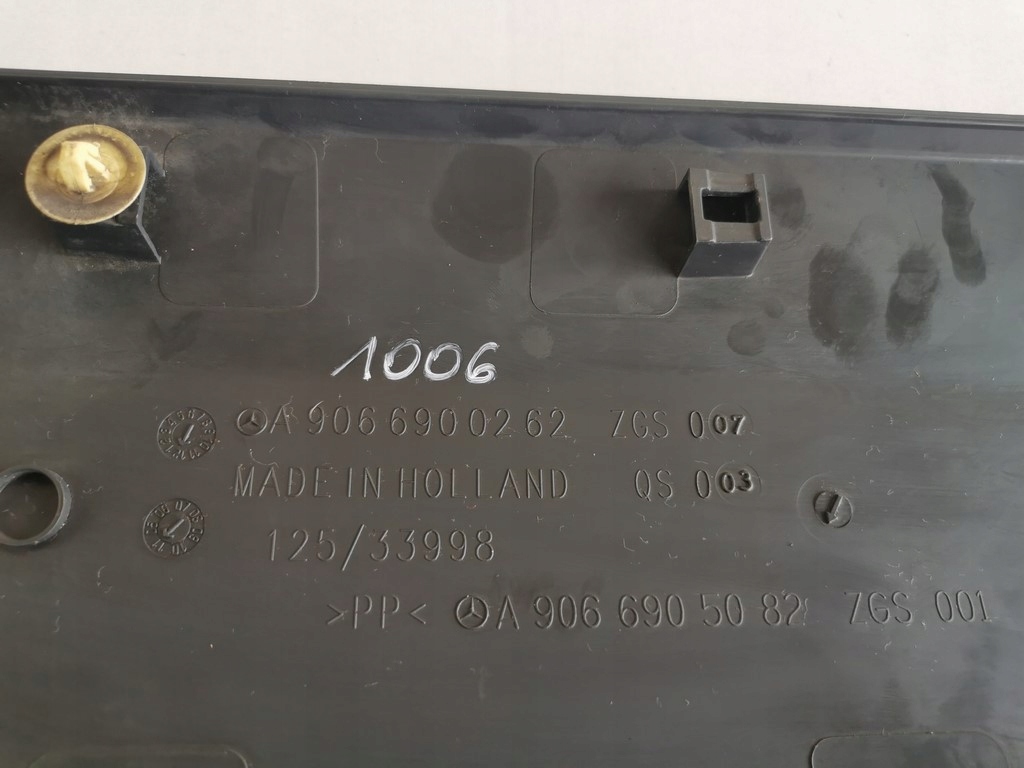 1006
A 906 690 02 62 ZGS 007
MADE IN HOLLAND QS 003
125/33998
>PP< A 906 690 50 82 ZGS 001